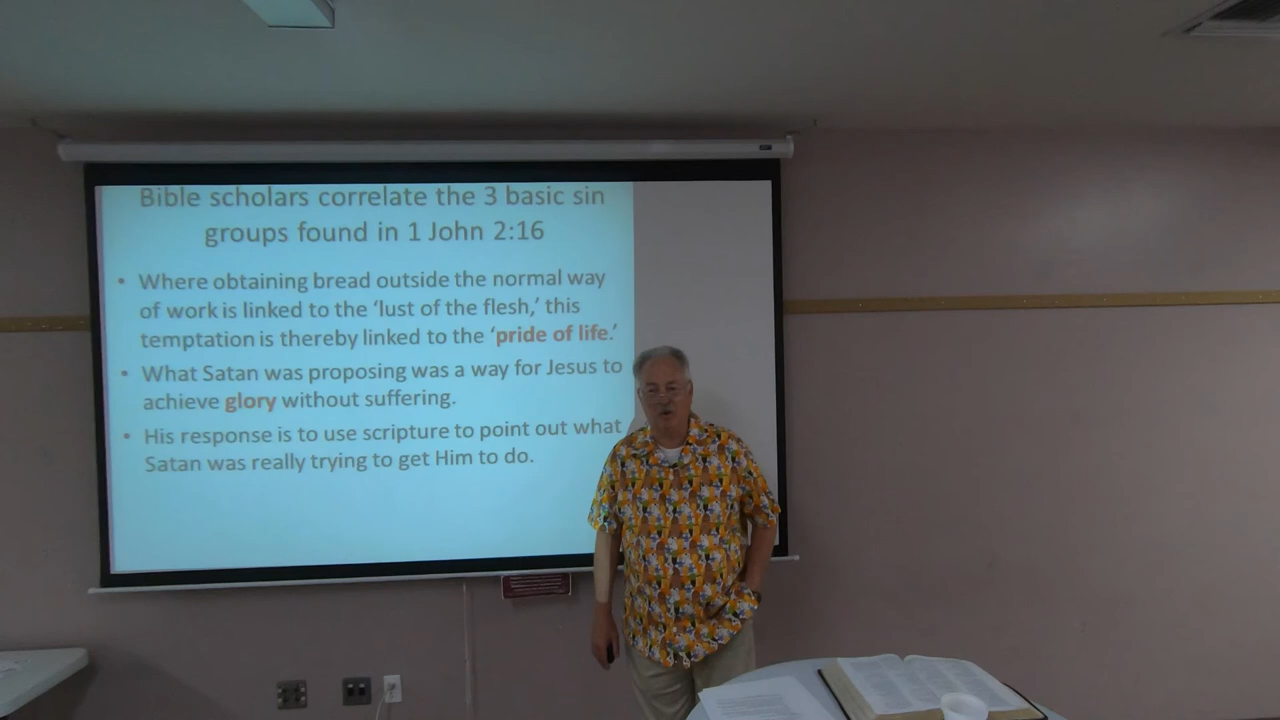 Bible scholars correlate the 3 basic sin
groups found in 1 John 2:16
• Where obtaining bread outside the normal way
of work is linked to the ‘lust of the flesh,’ this
temptation is thereby linked to the ‘pride of life.’
• What Satan was proposing was a way for Jesus to
achieve glory without suffering.
• His response is to use scripture to point out what
Satan was really trying to get Him to do.